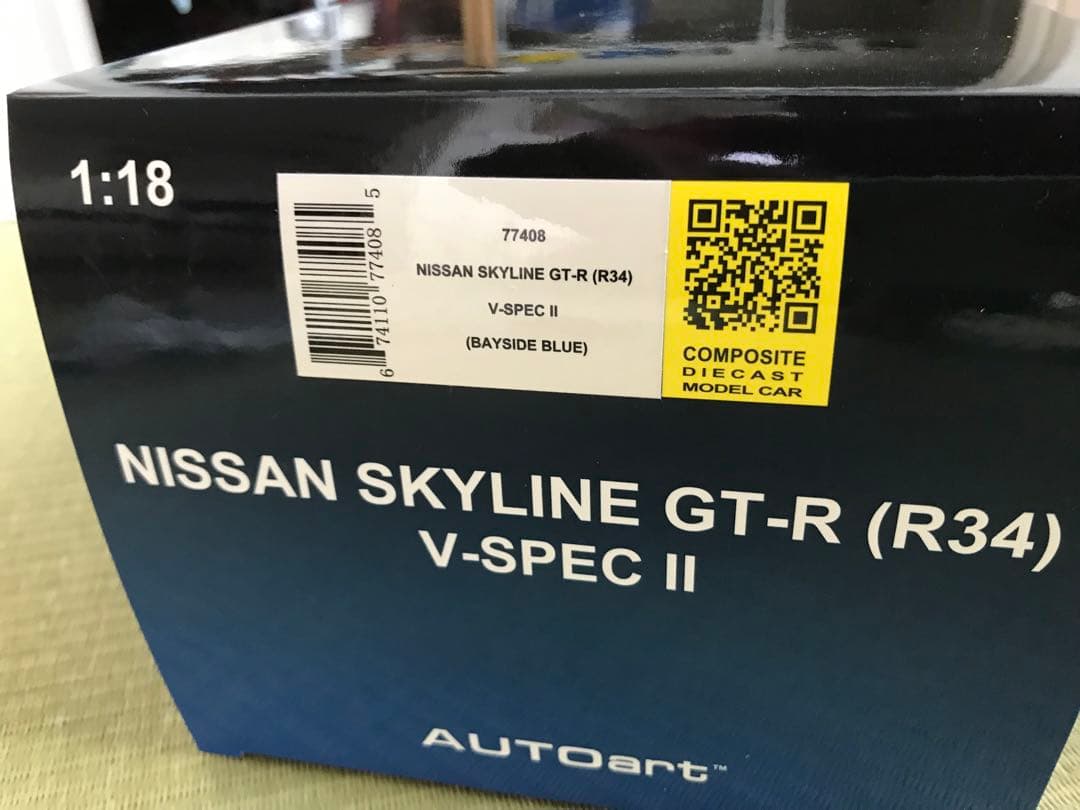 1:18
6 74110 77408 5
77408
NISSAN SKYLINE GT-R (R34)
V-SPEC II
(BAYSIDE BLUE)
COMPOSITE
DIECAST
MODEL CAR
NISSAN SKYLINE GT-R (R34)
V-SPEC II
AUTOart™